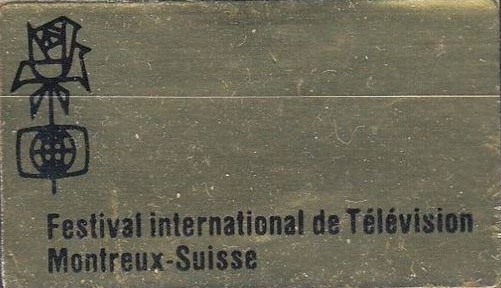 Festival international de Télévision
Montreux-Suisse